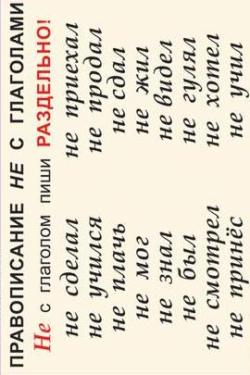 ПРАВОПИСАНИЕ НЕ С ГЛАГОЛАМИ
Не с глаголом пиши РАЗДЕЛЬНО!
не сделал не приехал
не учился не продал
не плачь не сдал
не мог не жил
не знал не видел
не был не гулял
не смотрел не хотел
не принёс не учил